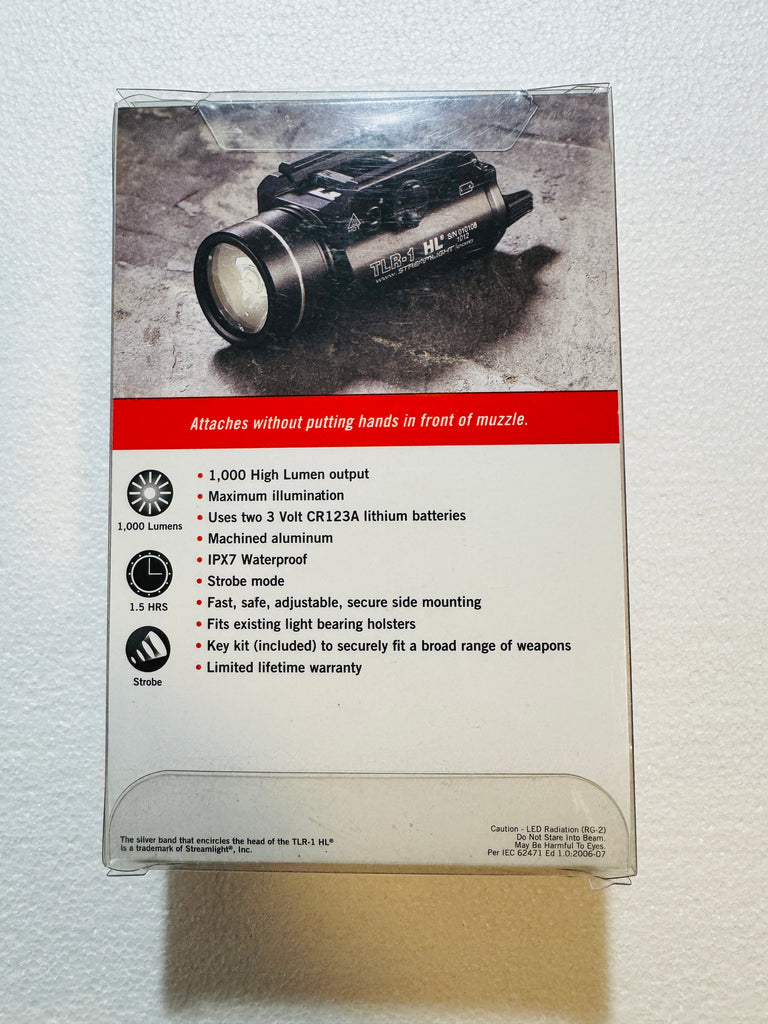 TLR-1 HL® S/N 010108
1012
www.STREAMLIGHT.com
Attaches without putting hands in front of muzzle.
1,000 Lumens
1.5 HRS
Strobe
• 1,000 High Lumen output
• Maximum illumination
• Uses two 3 Volt CR123A lithium batteries
• Machined aluminum
• IPX7 Waterproof
• Strobe mode
• Fast, safe, adjustable, secure side mounting
• Fits existing light bearing holsters
• Key kit (included) to securely fit a broad range of weapons
• Limited lifetime warranty
The silver band that encircles the head of the TLR-1 HL®
is a trademark of Streamlight®, Inc.
Caution - LED Radiation (RG-2)
Do Not Stare Into Beam.
May Be Harmful To Eyes.
Per IEC 62471 Ed 1.0:2006-07